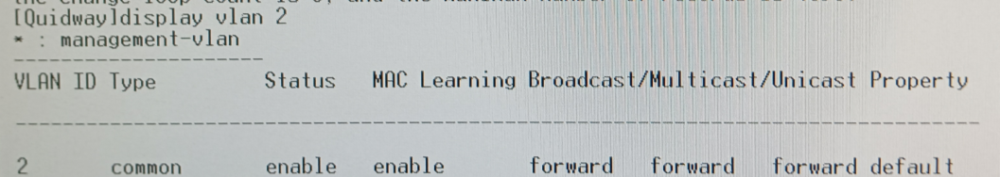 [Quidway]display vlan 2
* : management-vlan
---------------------
VLAN ID Type Status MAC Learning Broadcast/Multicast/Unicast Property
--------------------------------------------------------------------------------
2 common enable enable forward forward forward default